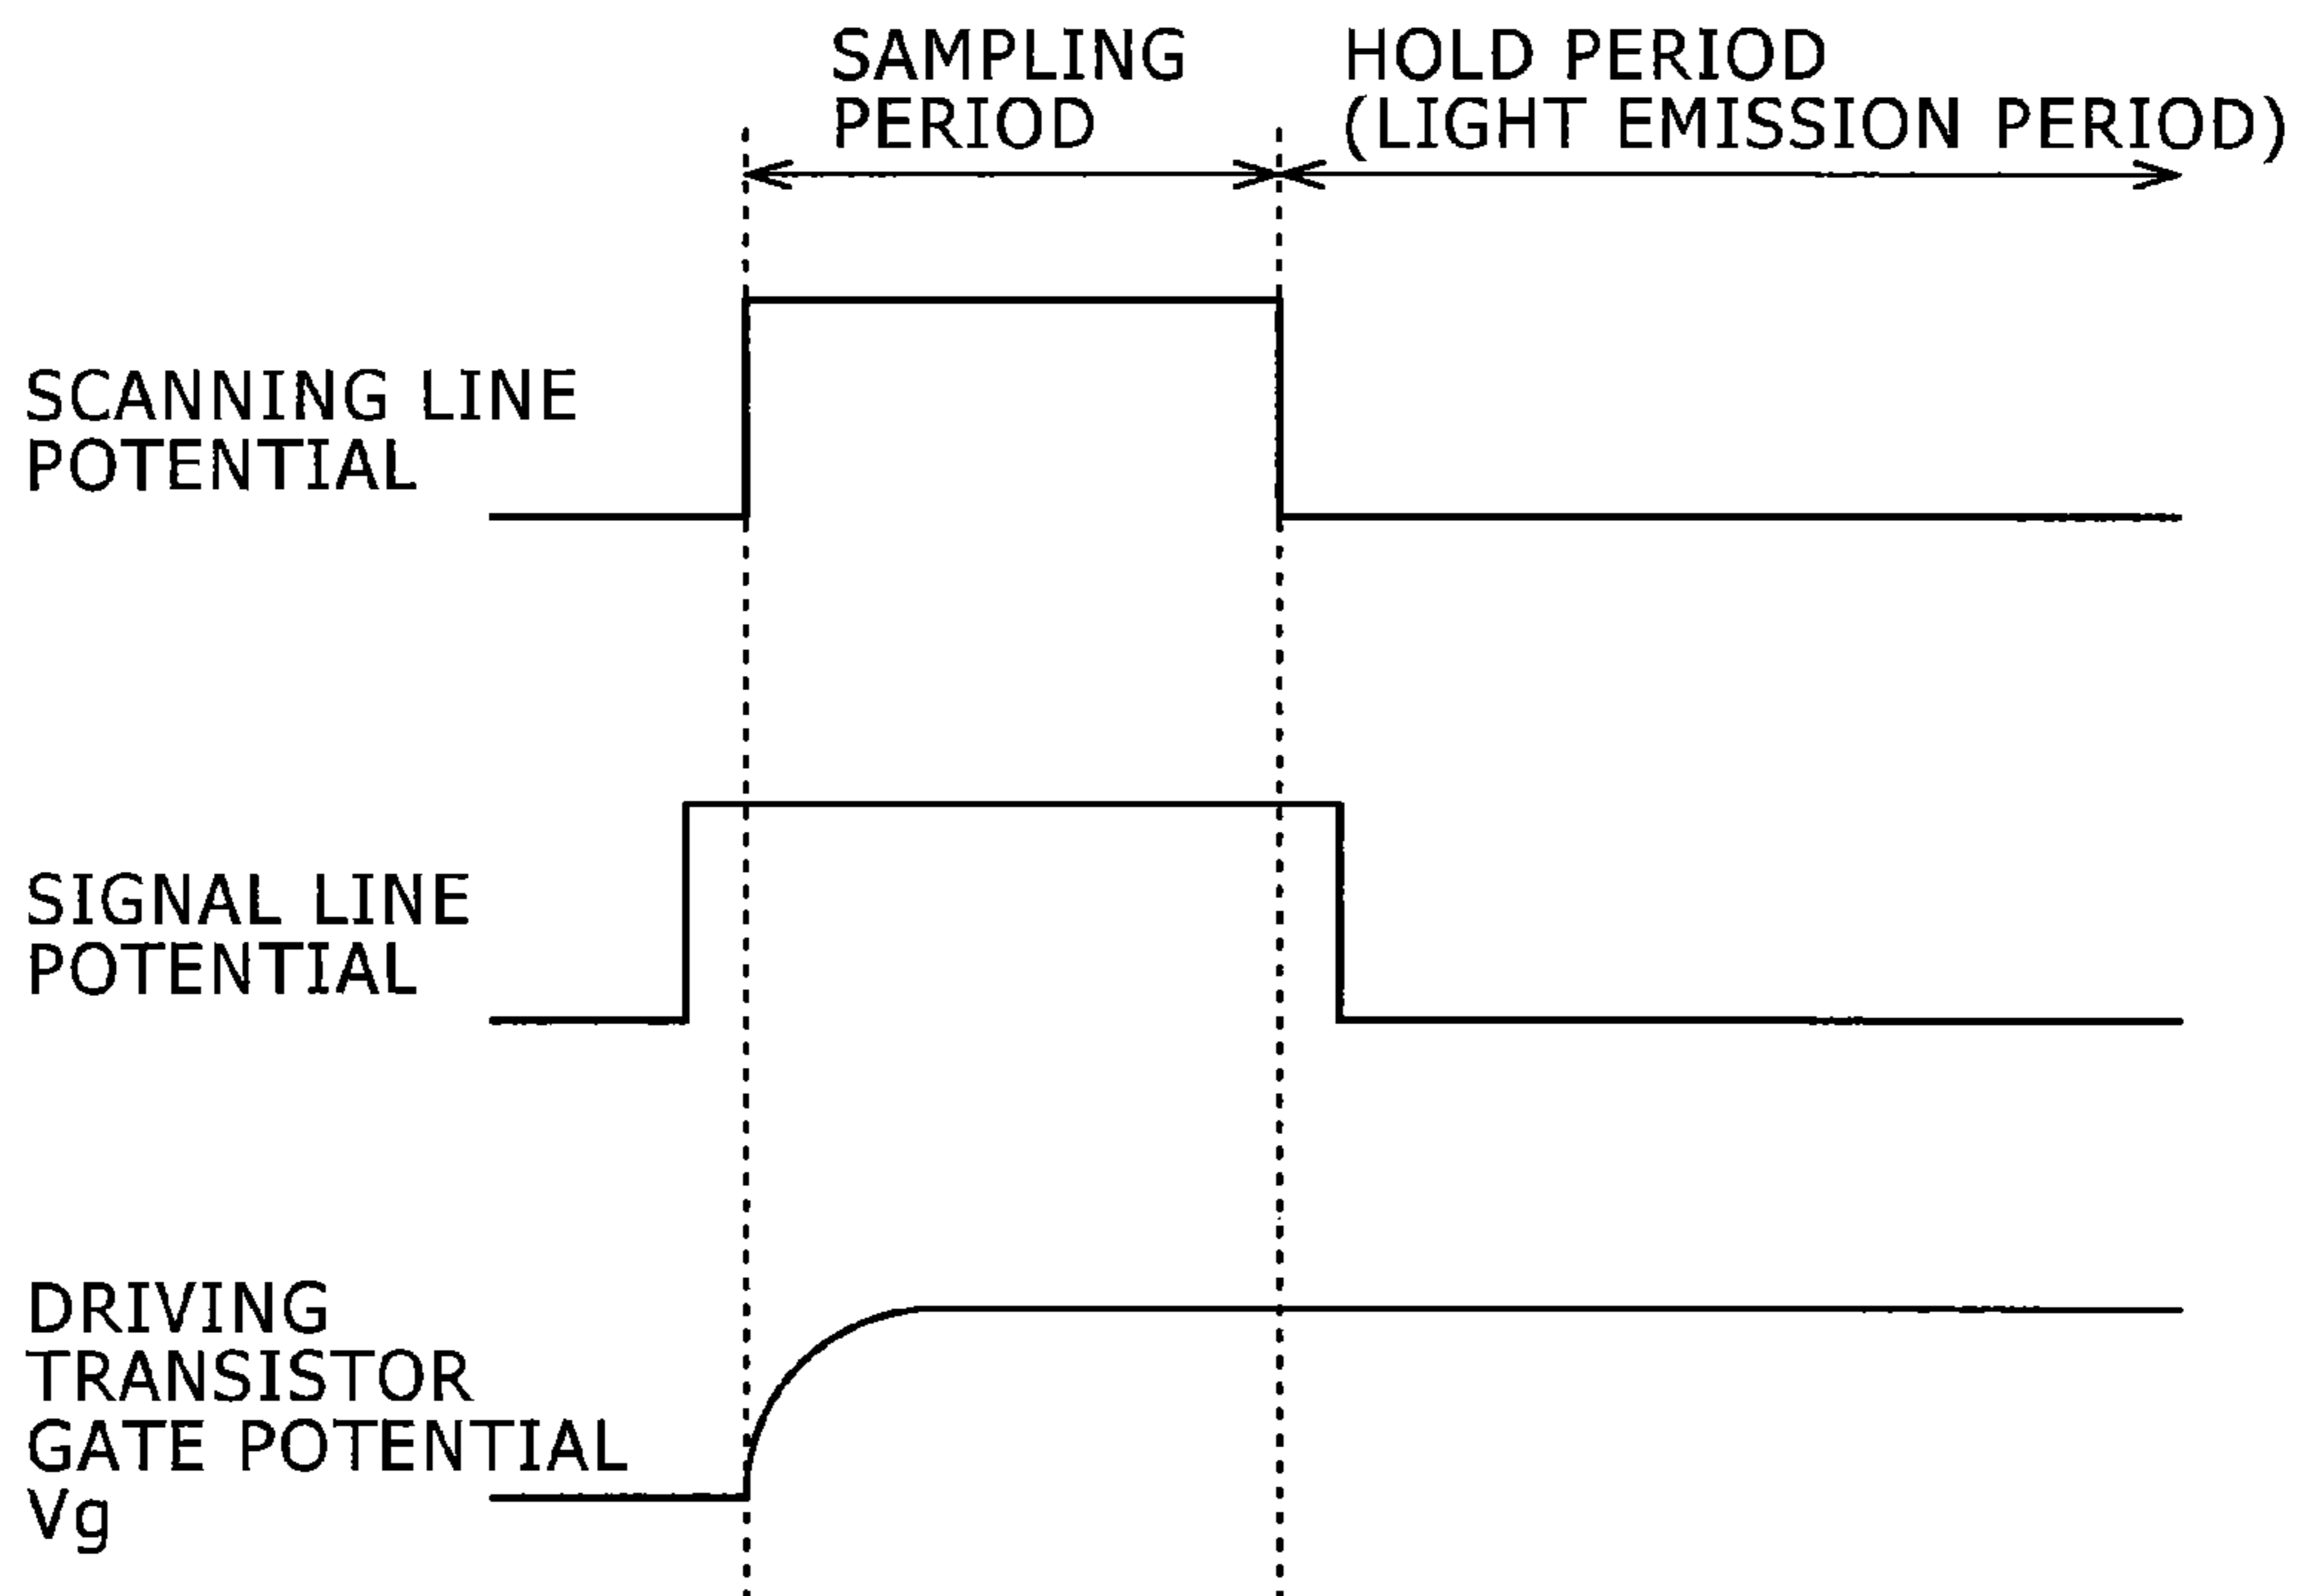 SAMPLING
PERIOD
HOLD PERIOD
(LIGHT EMISSION PERIOD)
SCANNING LINE
POTENTIAL
SIGNAL LINE
POTENTIAL
DRIVING
TRANSISTOR
GATE POTENTIAL
Vg